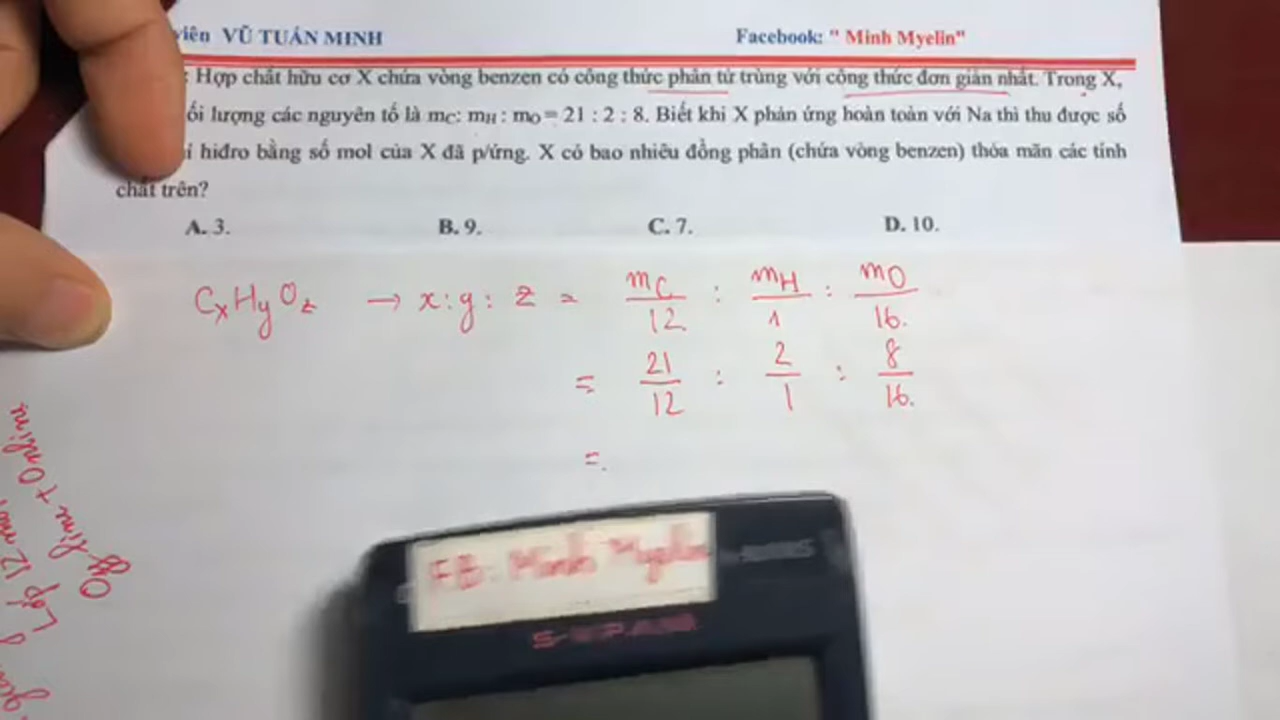 viên VŨ TUẤN MINH
Facebook: " Minh Myelin"
: Hợp chất hữu cơ X chứa vòng benzen có công thức phân tử trùng với công thức đơn giản nhất. Trong X,
ối lượng các nguyên tố là mC: mH : mO = 21 : 2 : 8. Biết khi X phản ứng hoàn toàn với Na thì thu được số
í hiđro bằng số mol của X đã p/ứng. X có bao nhiêu đồng phân (chứa vòng benzen) thỏa mãn các tính
chất trên?
A. 3. B. 9. C. 7. D. 10.
CxHyOz → x:y: z = mC/12 : mH/1 : mO/16.
= 21/12 : 2/1 : 8/16.
=.
FB: Minh Myelin
Lớp 12